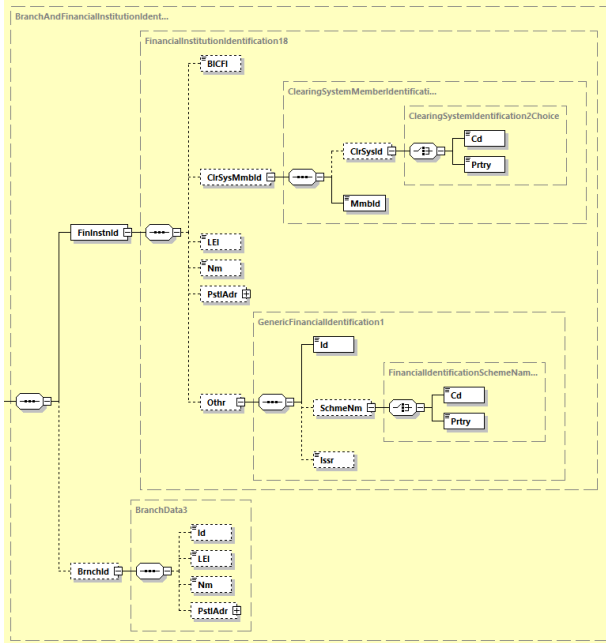 BranchAndFinancialInstitutionIdent...
FinancialInstitutionIdentification18
BICFI
ClearingSystemMemberIdentificati...
ClearingSystemIdentification2Choice
Cd
ClrSysId
Prtry
ClrSysMmbId
MmbId
FinInstnId
LEI
Nm
PstlAdr
GenericFinancialIdentification1
Id
FinancialIdentificationSchemeNam...
Cd
Othr
SchmeNm
Prtry
Issr
BranchData3
Id
LEI
BrnchId
Nm
PstlAdr